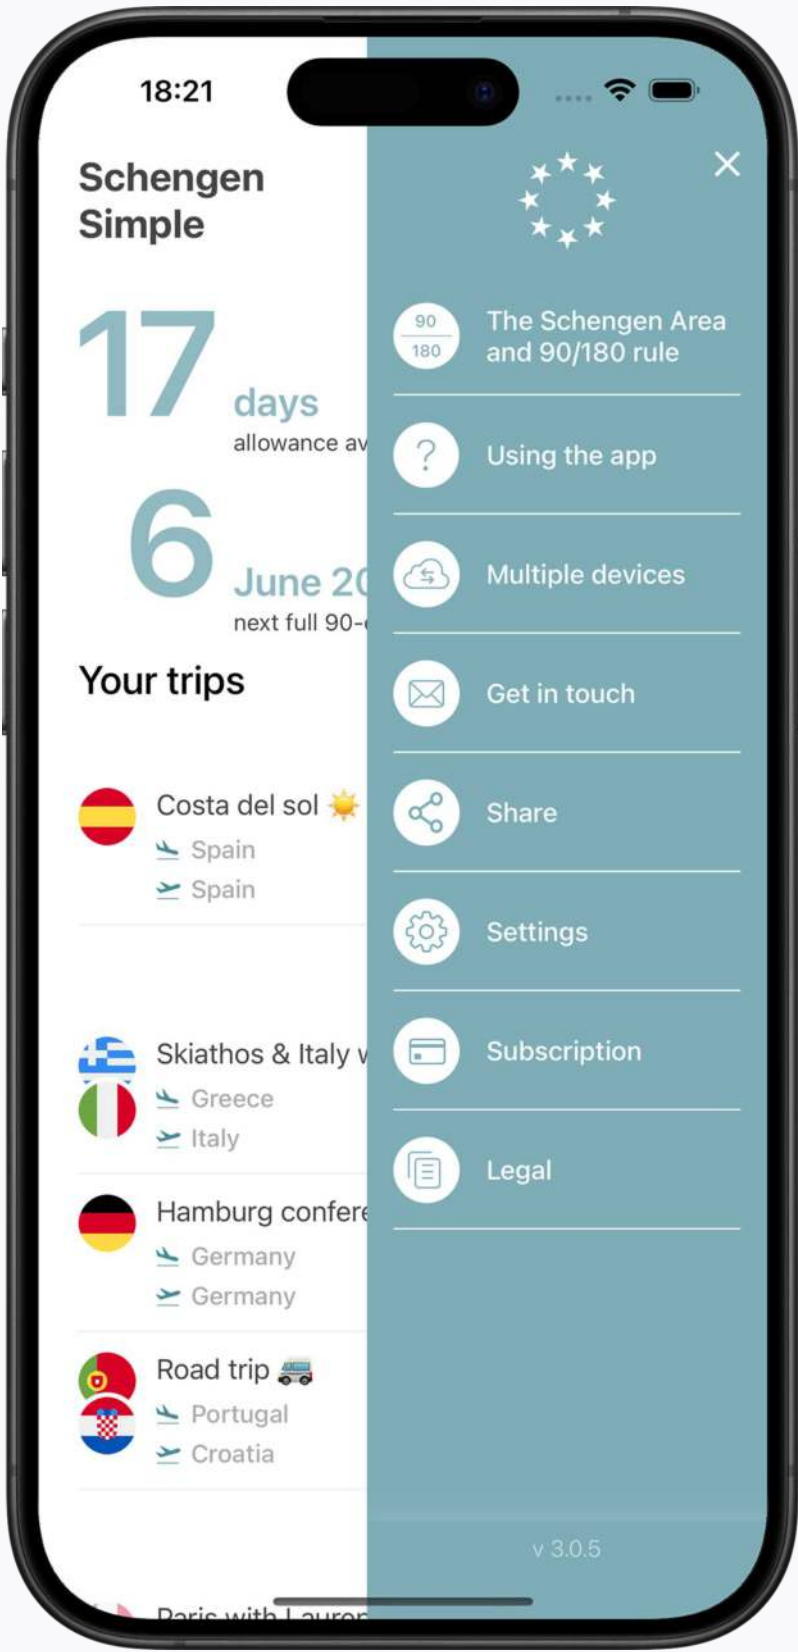 18:21
Schengen
Simple
17
days
allowance av
6
June 20
next full 90-
Your trips
Costa del sol ☀️
Spain
Spain
Skiathos & Italy w
Greece
Italy
Hamburg confere
Germany
Germany
Road trip 🚐
Portugal
Croatia
Paris with Lauren
90
180
The Schengen Area
and 90/180 rule
?
Using the app
Multiple devices
Get in touch
Share
Settings
Subscription
Legal
v 3.0.5